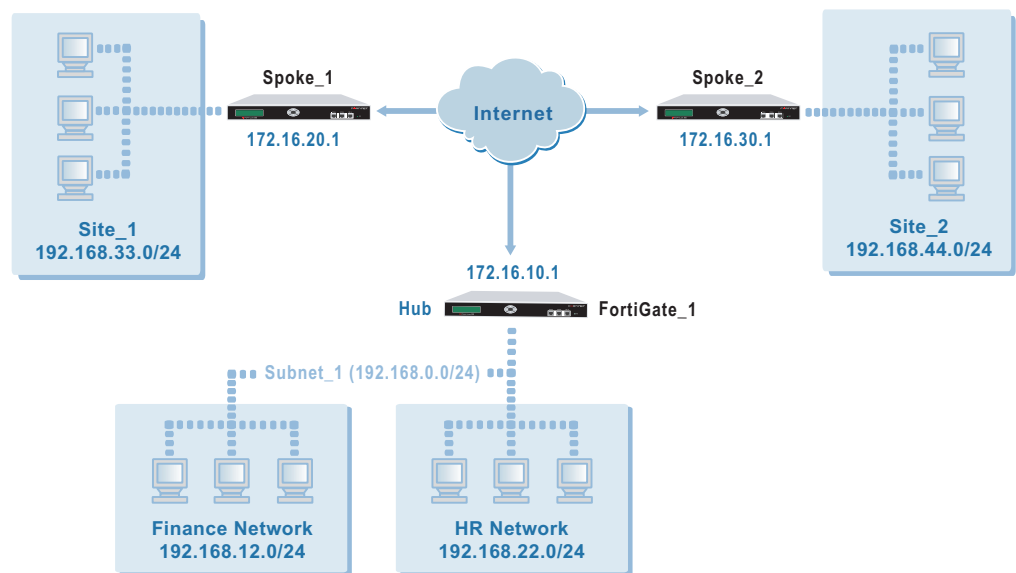 Spoke_1
Internet
Spoke_2
172.16.20.1
172.16.30.1
Site_1
192.168.33.0/24
Site_2
192.168.44.0/24
172.16.10.1
Hub
FortiGate_1
Subnet_1 (192.168.0.0/24)
Finance Network
192.168.12.0/24
HR Network
192.168.22.0/24